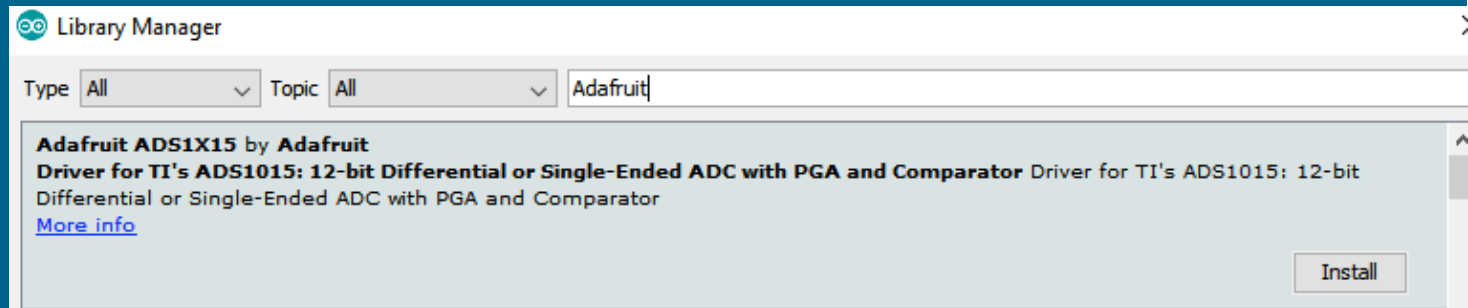 Library Manager
Type All Topic All Adafruit
Adafruit ADS1X15 by Adafruit
Driver for TI's ADS1015: 12-bit Differential or Single-Ended ADC with PGA and Comparator Driver for TI's ADS1015: 12-bit
Differential or Single-Ended ADC with PGA and Comparator
More info
Install